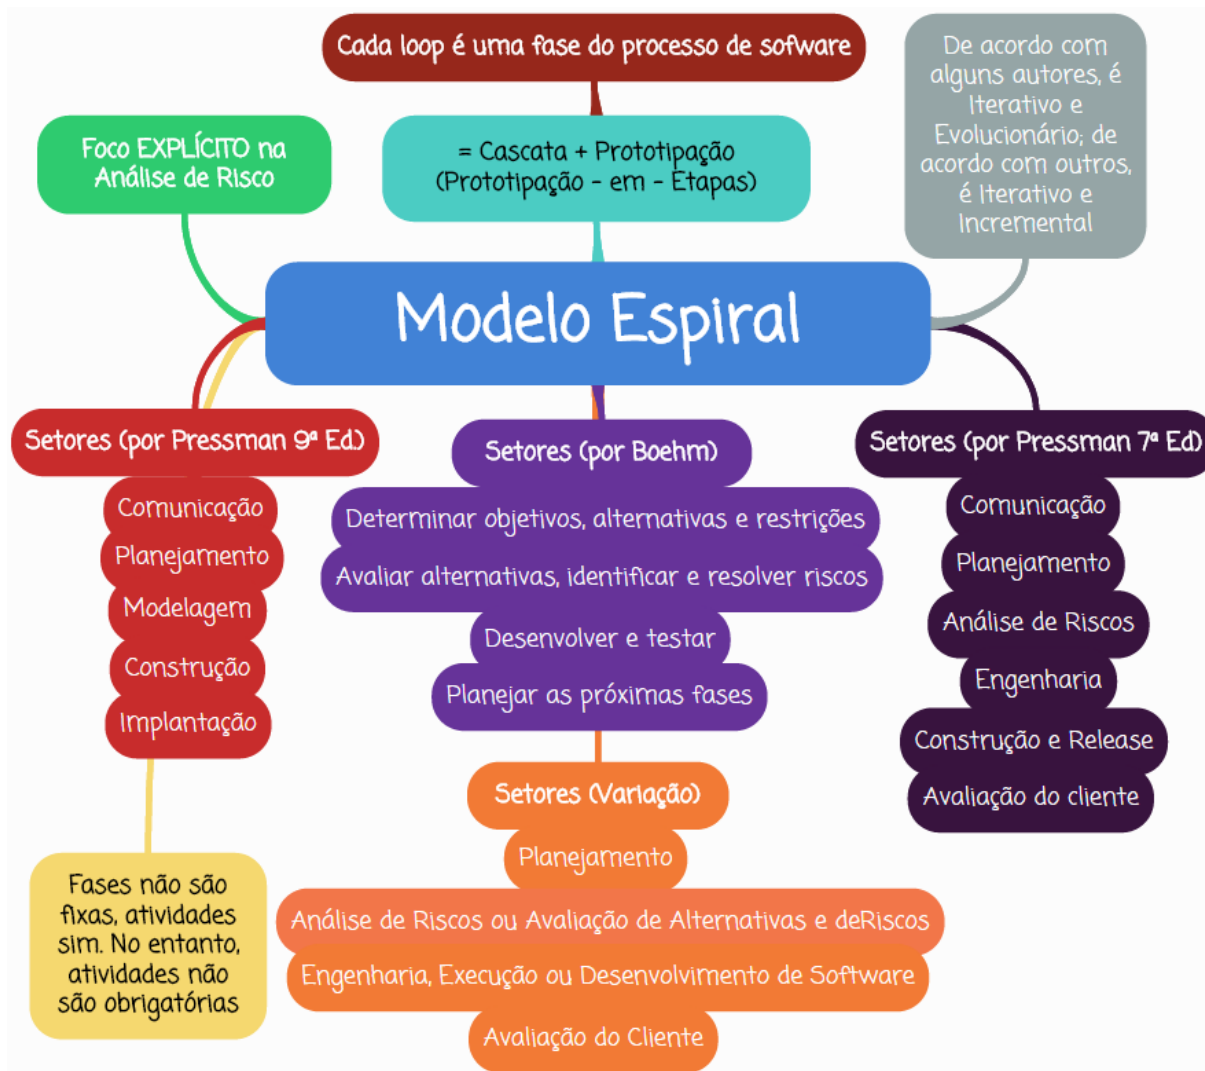 Cada loop é uma fase do processo de sofware
De acordo com
alguns autores, é
Iterativo e
Evolucionário; de
acordo com outros,
é Iterativo e
Incremental
Foco EXPLÍCITO na
Análise de Risco
= Cascata + Prototipação
(Prototipação - em - Etapas)
Modelo Espiral
Setores (por Pressman 9ª Ed.)
Comunicação
Planejamento
Modelagem
Construção
Implantação
Fases não são
fixas, atividades
sim. No entanto,
atividades não
são obrigatórias
Setores (por Boehm)
Determinar objetivos, alternativas e restrições
Avaliar alternativas, identificar e resolver riscos
Desenvolver e testar
Planejar as próximas fases
Setores (Variação)
Planejamento
Análise de Riscos ou Avaliação de Alternativas e deRiscos
Engenharia, Execução ou Desenvolvimento de Software
Avaliação do Cliente
Setores (por Pressman 7ª Ed)
Comunicação
Planejamento
Análise de Riscos
Engenharia
Construção e Release
Avaliação do cliente